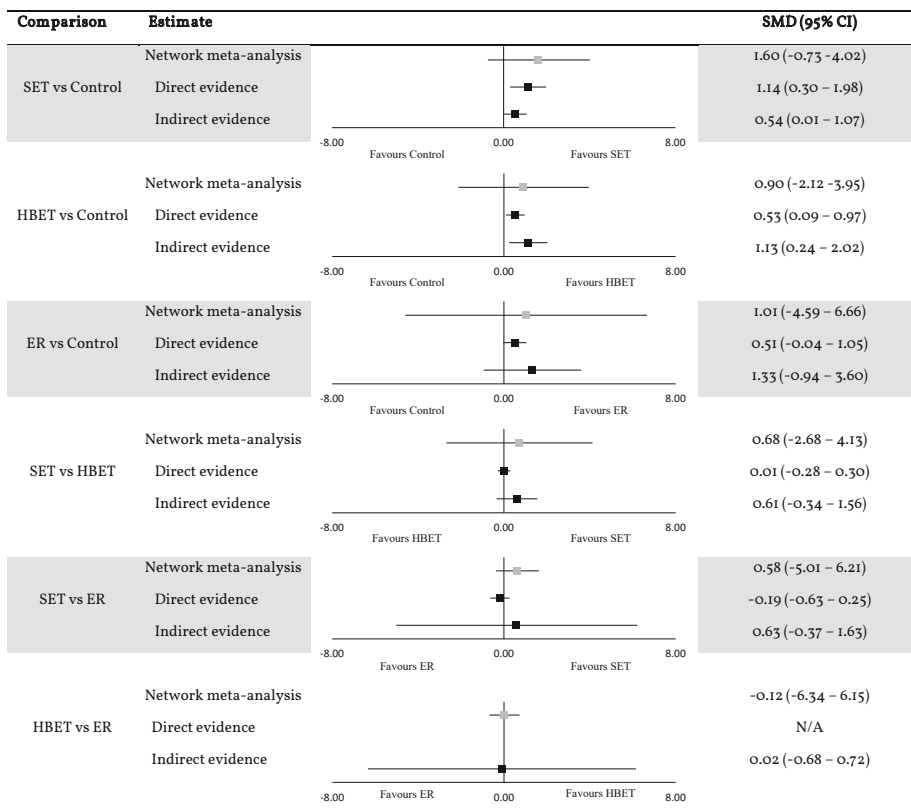 Comparison Estimate SMD (95% CI)
Network meta-analysis 1.60 (-0.73 -4.02)
SET vs Control Direct evidence 1.14 (0.30 – 1.98)
Indirect evidence 0.54 (0.01 – 1.07)
-8.00 0.00 8.00
Favours Control Favours SET
Network meta-analysis 0.90 (-2.12 -3.95)
HBET vs Control Direct evidence 0.53 (0.09 – 0.97)
Indirect evidence 1.13 (0.24 – 2.02)
-8.00 0.00 8.00
Favours Control Favours HBET
Network meta-analysis 1.01 (-4.59 – 6.66)
ER vs Control Direct evidence 0.51 (-0.04 – 1.05)
Indirect evidence 1.33 (-0.94 – 3.60)
-8.00 0.00 8.00
Favours Control Favours ER
Network meta-analysis 0.68 (-2.68 – 4.13)
SET vs HBET Direct evidence 0.01 (-0.28 – 0.30)
Indirect evidence 0.61 (-0.34 – 1.56)
-8.00 0.00 8.00
Favours HBET Favours SET
Network meta-analysis 0.58 (-5.01 – 6.21)
SET vs ER Direct evidence -0.19 (-0.63 – 0.25)
Indirect evidence 0.63 (-0.37 – 1.63)
-8.00 0.00 8.00
Favours ER Favours SET
Network meta-analysis -0.12 (-6.34 – 6.15)
HBET vs ER Direct evidence N/A
Indirect evidence 0.02 (-0.68 – 0.72)
-8.00 0.00 8.00
Favours ER Favours HBET